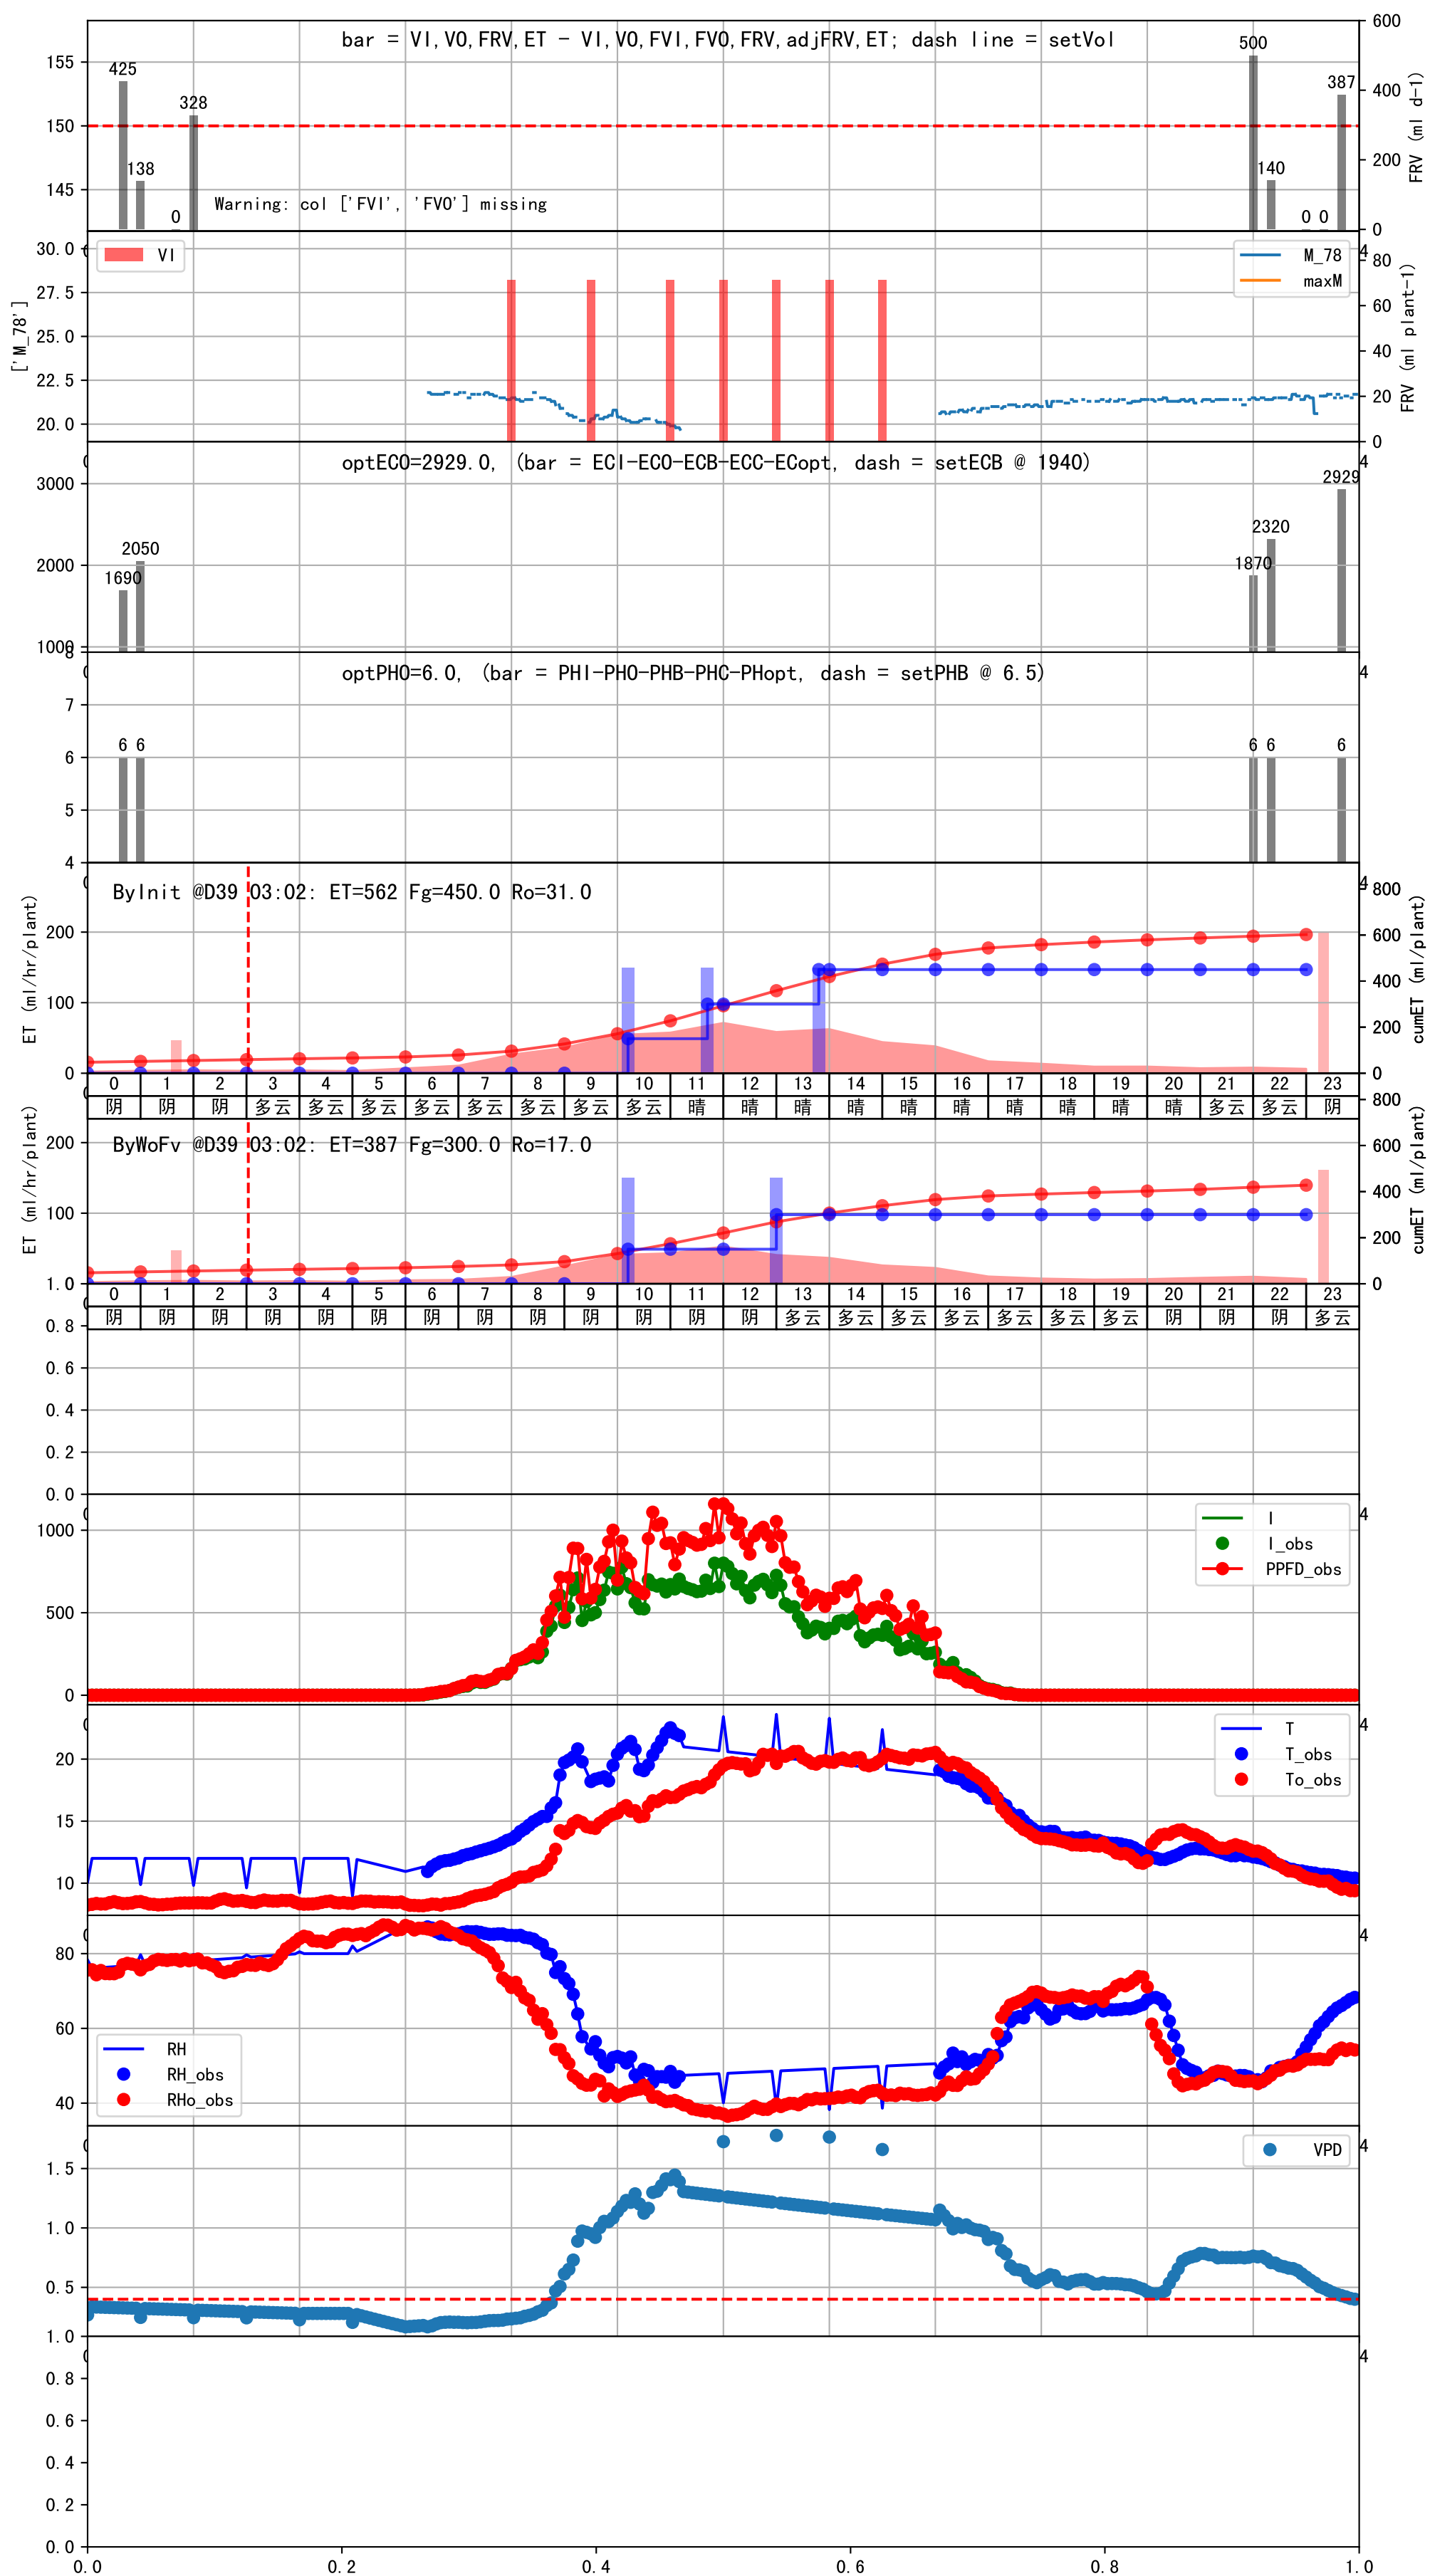 bar = VI,VO,FRV,ET - VI,VO,FVI,FVO,FRV,adjFRV,ET; dash line = setVol
155
150
145
425
138
0
328
500
140
0 0
387
Warning: col ['FVI', 'FVO'] missing
600
400
200
0
FRV (ml d-1)
['M_78']
30.0
27.5
25.0
22.5
20.0
VI
M_78
maxM
4
80
60
40
20
0
FRV (ml plant-1)
optECO=2929.0, (bar = ECI-ECO-ECB-ECC-ECopt, dash = setECB @ 1940)
4
3000
2000
1000
1690
2050
1870
2320
2929
optPHO=6.0, (bar = PHI-PHO-PHB-PHC-PHopt, dash = setPHB @ 6.5)
4
8
7
6
5
4
6 6
6 6
6
ByInit @D39 03:02: ET=562 Fg=450.0 Ro=31.0
ET (ml/hr/plant)
200
100
0
4
800
600
400
200
0
cumET (ml/plant)
0 1 2 3 4 5 6 7 8 9 10 11 12 13 14 15 16 17 18 19 20 21 22 23
阴 阴 阴 多云 多云 多云 多云 多云 多云 多云 多云 晴 晴 晴 晴 晴 晴 晴 晴 晴 晴 多云 多云 阴
ByWoFv @D39 03:02: ET=387 Fg=300.0 Ro=17.0
ET (ml/hr/plant)
200
100
800
600
400
200
0
cumET (ml/plant)
0 1 2 3 4 5 6 7 8 9 10 11 12 13 14 15 16 17 18 19 20 21 22 23
阴 阴 阴 阴 阴 阴 阴 阴 阴 阴 阴 阴 阴 多云 多云 多云 多云 多云 多云 多云 阴 阴 阴 多云
1.0
0.8
0.6
0.4
0.2
0.0
1000
500
0
I
I_obs
PPFD_obs
4
20
15
10
T
T_obs
To_obs
4
80
60
40
RH
RH_obs
RHo_obs
4
1.5
1.0
0.5
VPD
4
1.0
0.8
0.6
0.4
0.2
0.0
4
0.0 0.2 0.4 0.6 0.8 1.0